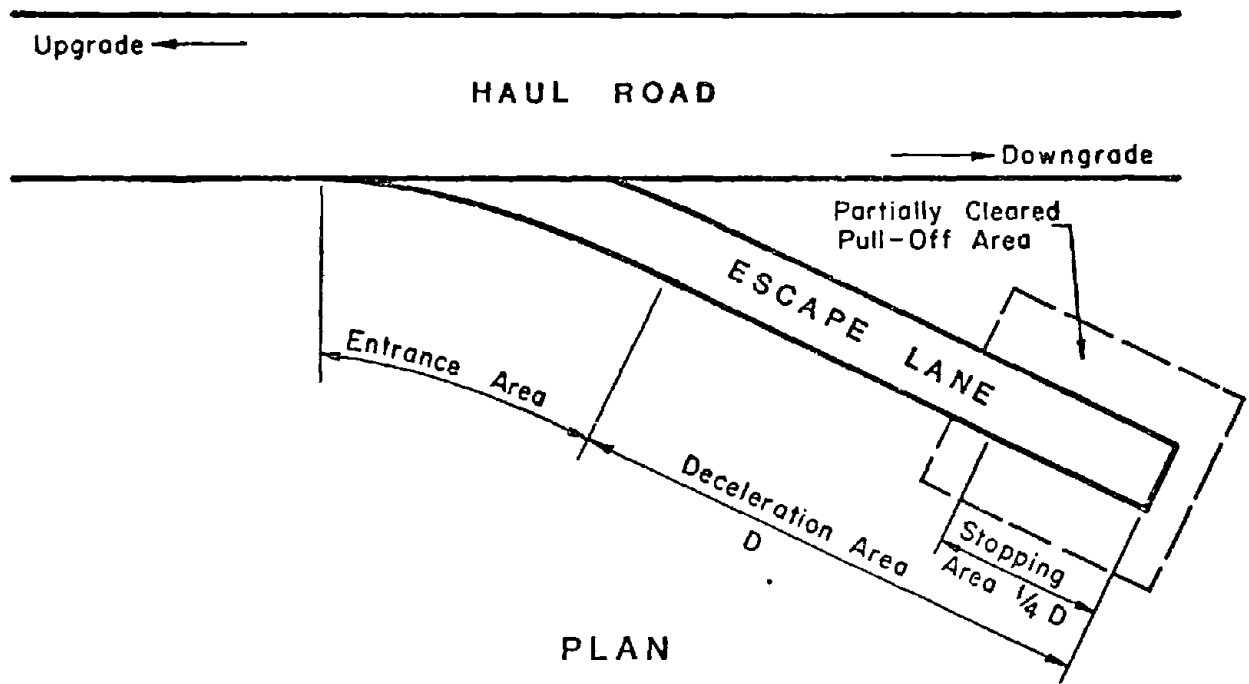 Upgrade
HAUL ROAD
Downgrade
Partially Cleared
Pull-Off Area
ESCAPE LANE
Entrance Area
Deceleration Area
D
Stopping
Area ¼ D
PLAN